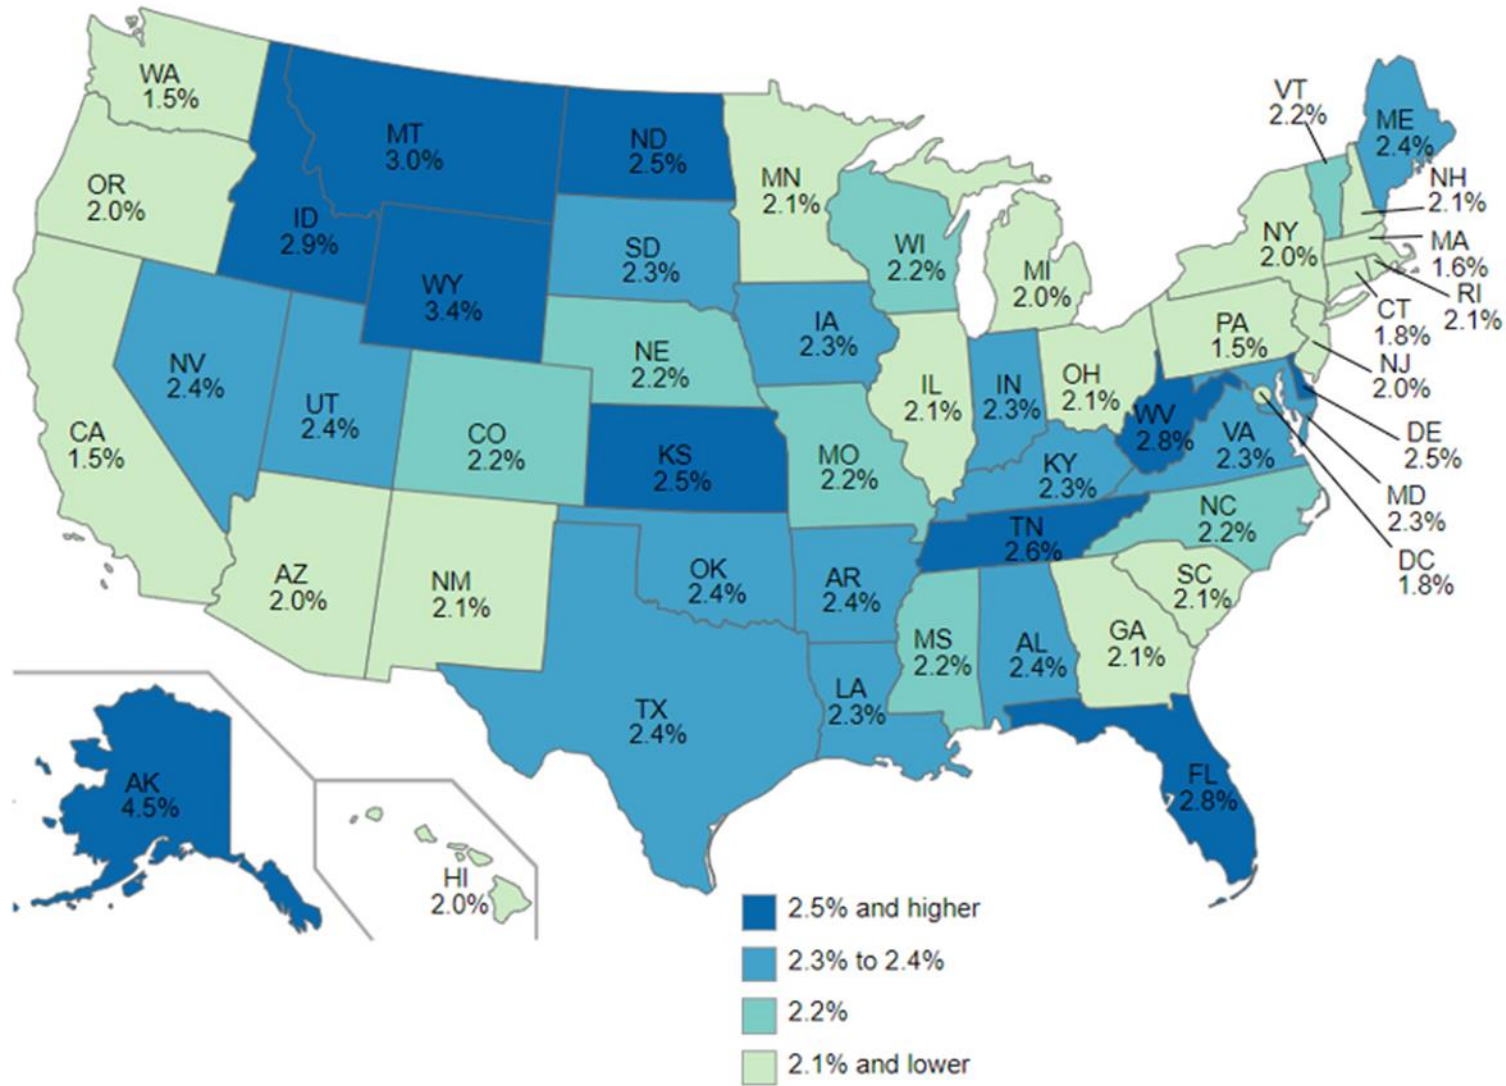 WA
1.5%
OR
2.0%
CA
1.5%
NV
2.4%
ID
2.9%
MT
3.0%
WY
3.4%
UT
2.4%
AZ
2.0%
NM
2.1%
CO
2.2%
ND
2.5%
SD
2.3%
NE
2.2%
KS
2.5%
OK
2.4%
TX
2.4%
MN
2.1%
IA
2.3%
MO
2.2%
AR
2.4%
LA
2.3%
WI
2.2%
IL
2.1%
MI
2.0%
IN
2.3%
OH
2.1%
KY
2.3%
TN
2.6%
MS
2.2%
AL
2.4%
GA
2.1%
FL
2.8%
SC
2.1%
NC
2.2%
VA
2.3%
WV
2.8%
PA
1.5%
NY
2.0%
VT
2.2%
ME
2.4%
NH
2.1%
MA
1.6%
RI
2.1%
CT
1.8%
NJ
2.0%
DE
2.5%
MD
2.3%
DC
1.8%
AK
4.5%
HI
2.0%
2.5% and higher
2.3% to 2.4%
2.2%
2.1% and lower